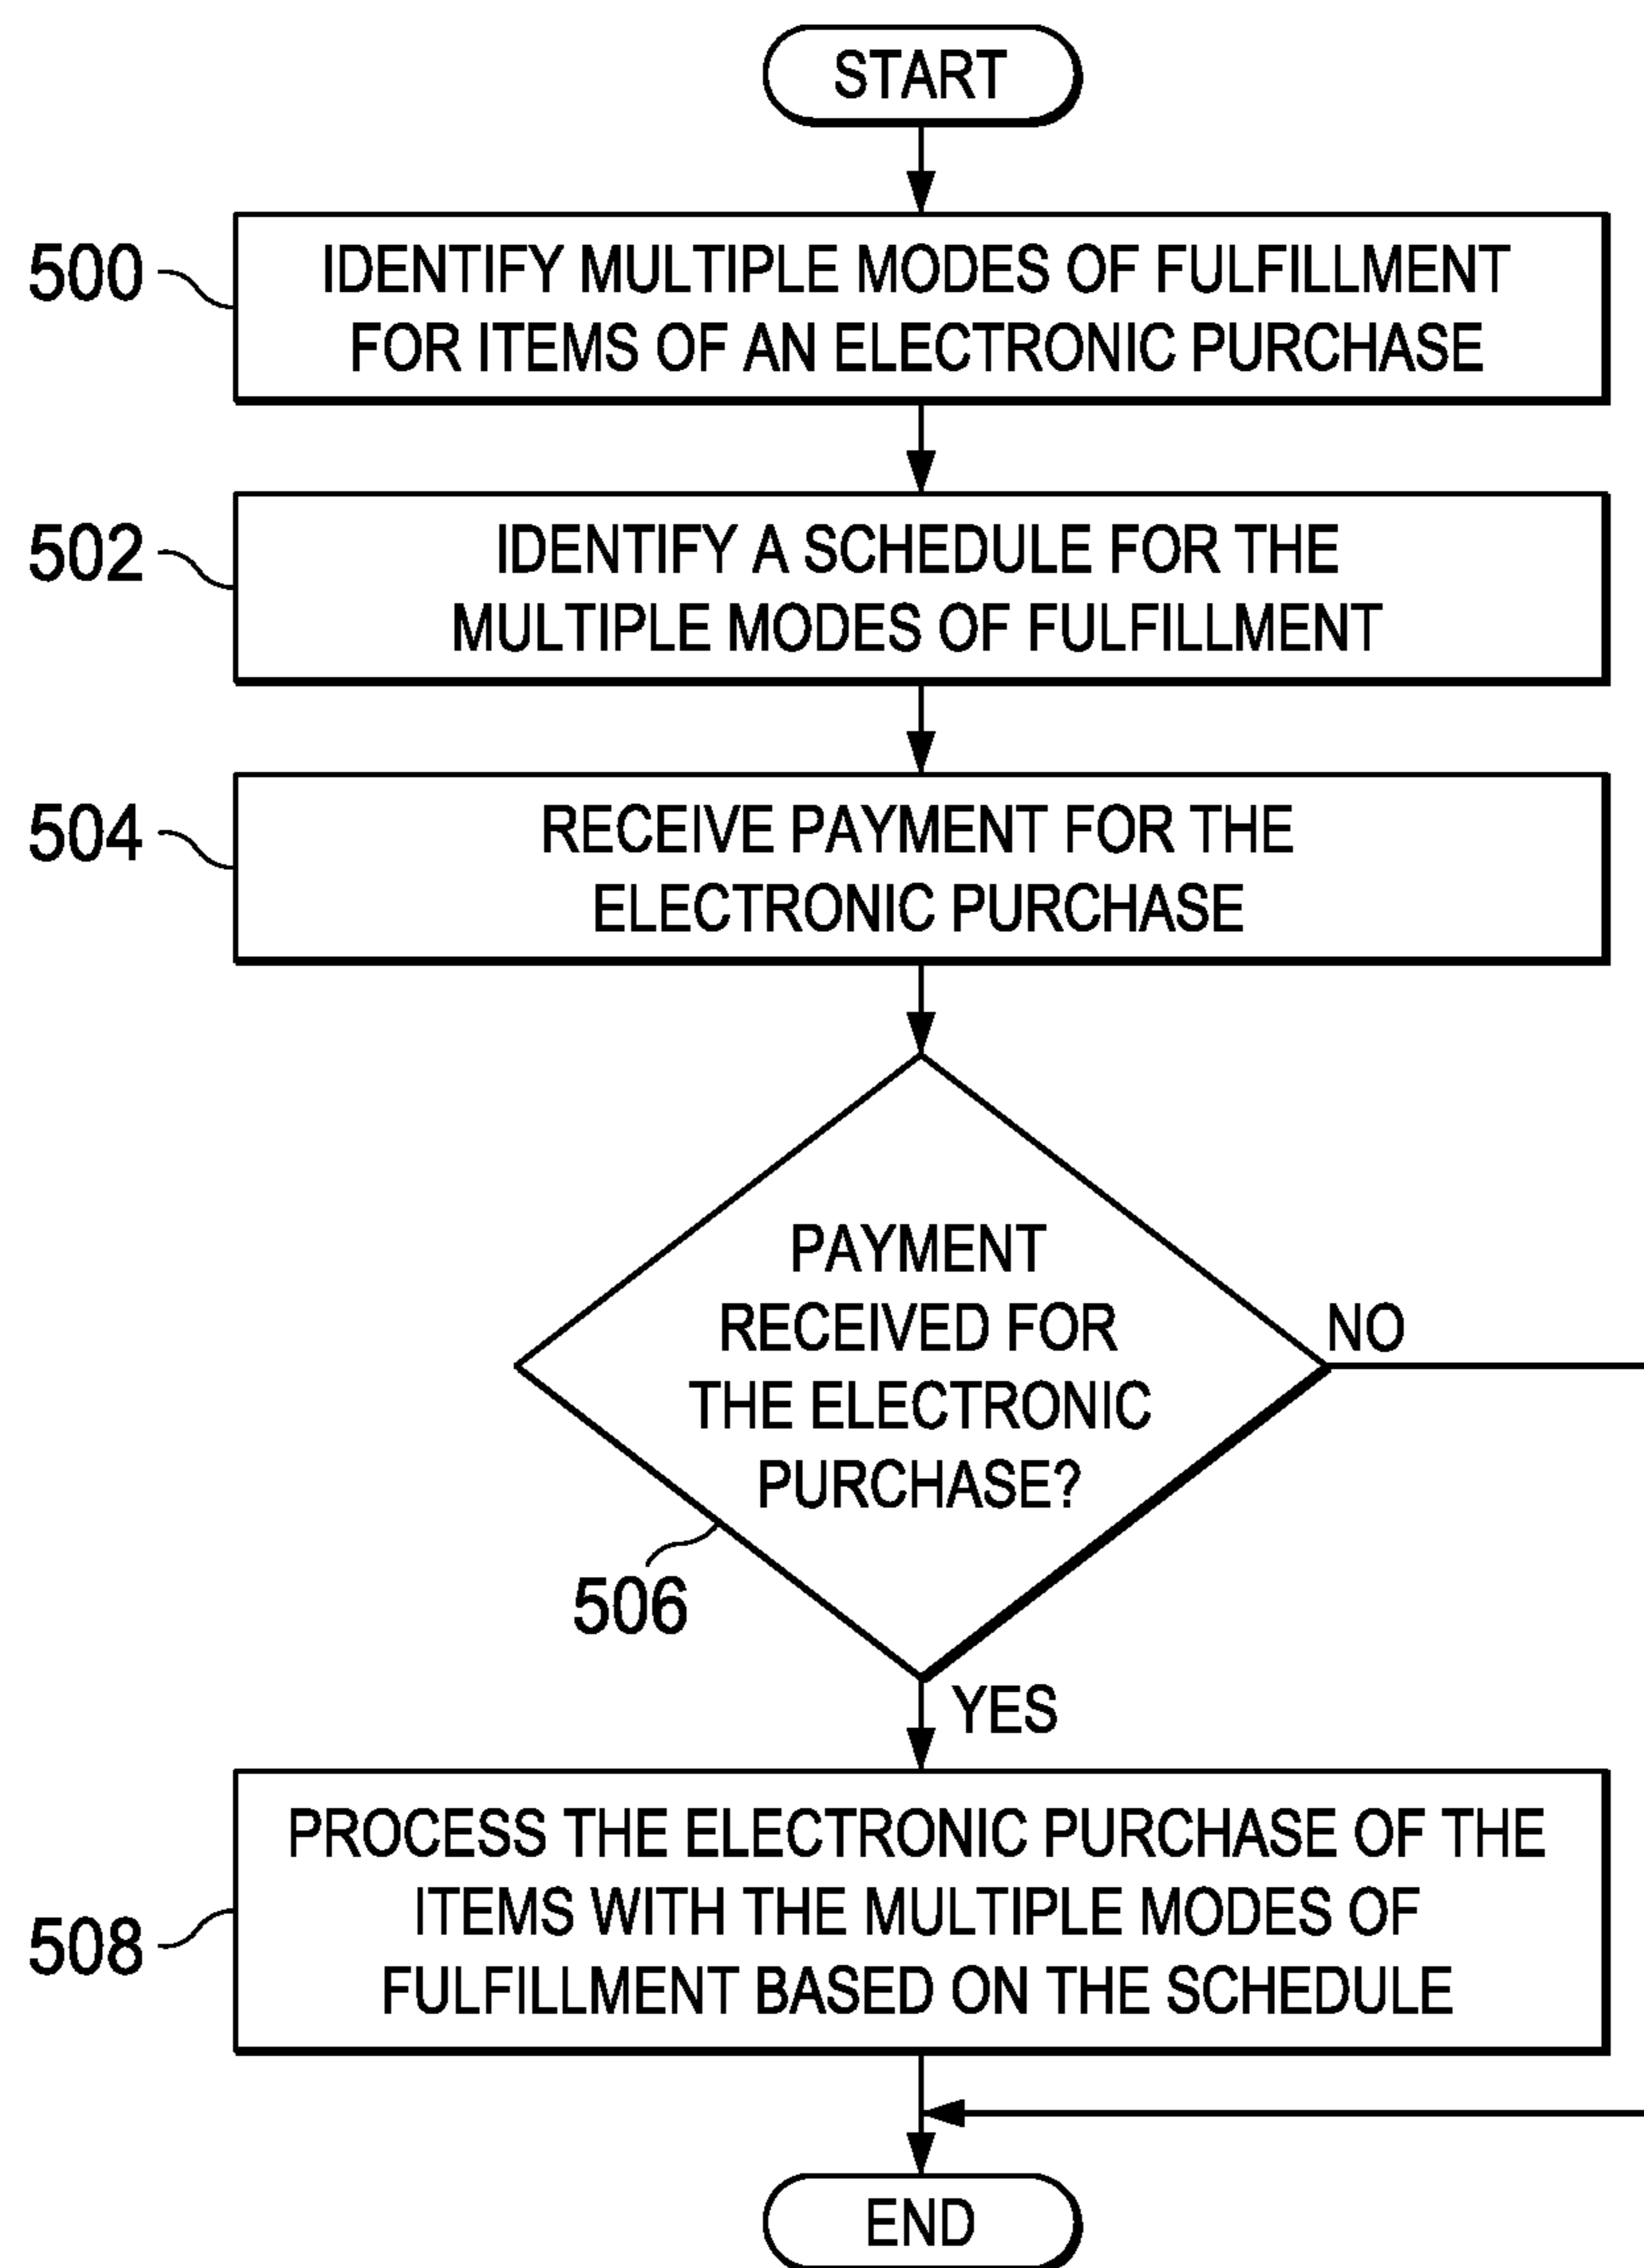 START
500
IDENTIFY MULTIPLE MODES OF FULFILLMENT
FOR ITEMS OF AN ELECTRONIC PURCHASE
502
IDENTIFY A SCHEDULE FOR THE
MULTIPLE MODES OF FULFILLMENT
504
RECEIVE PAYMENT FOR THE
ELECTRONIC PURCHASE
PAYMENT
RECEIVED FOR
THE ELECTRONIC
PURCHASE?
NO
506
YES
508
PROCESS THE ELECTRONIC PURCHASE OF THE
ITEMS WITH THE MULTIPLE MODES OF
FULFILLMENT BASED ON THE SCHEDULE
END